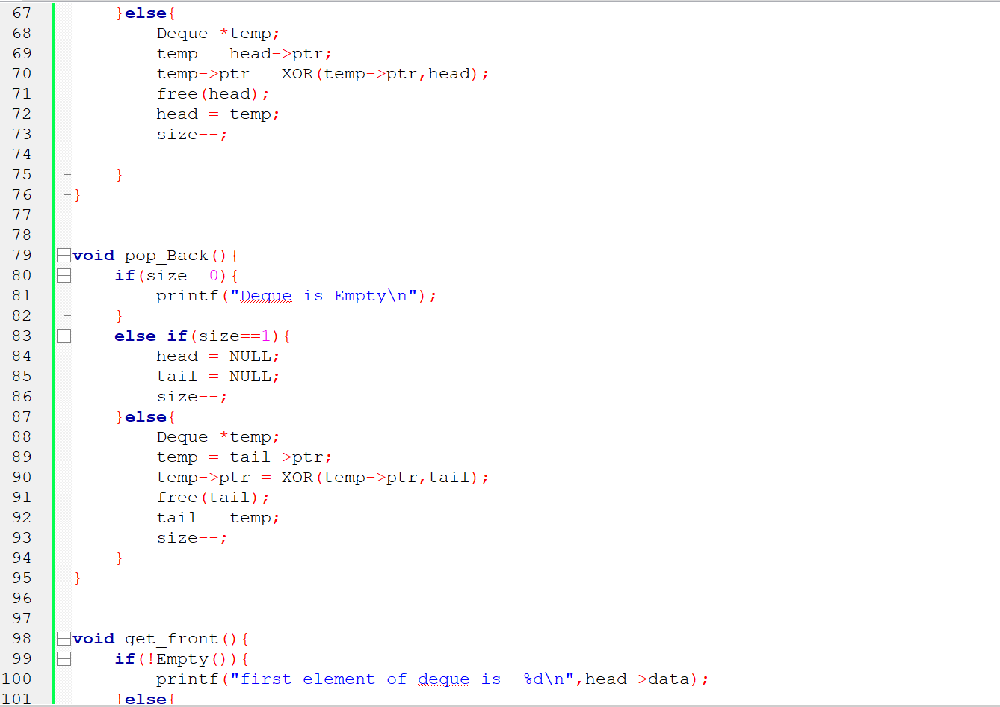 67 }else{
68 Deque *temp;
69 temp = head->ptr;
70 temp->ptr = XOR(temp->ptr,head);
71 free(head);
72 head = temp;
73 size--;
74
75 }
76 }
77
78
79 void pop_Back(){
80 if(size==0){
81 printf("Deque is Empty\n");
82 }
83 else if(size==1){
84 head = NULL;
85 tail = NULL;
86 size--;
87 }else{
88 Deque *temp;
89 temp = tail->ptr;
90 temp->ptr = XOR(temp->ptr,tail);
91 free(tail);
92 tail = temp;
93 size--;
94 }
95 }
96
97
98 void get_front(){
99 if(!Empty()){
100 printf("first element of deque is  %d\n",head->data);
101 }else{